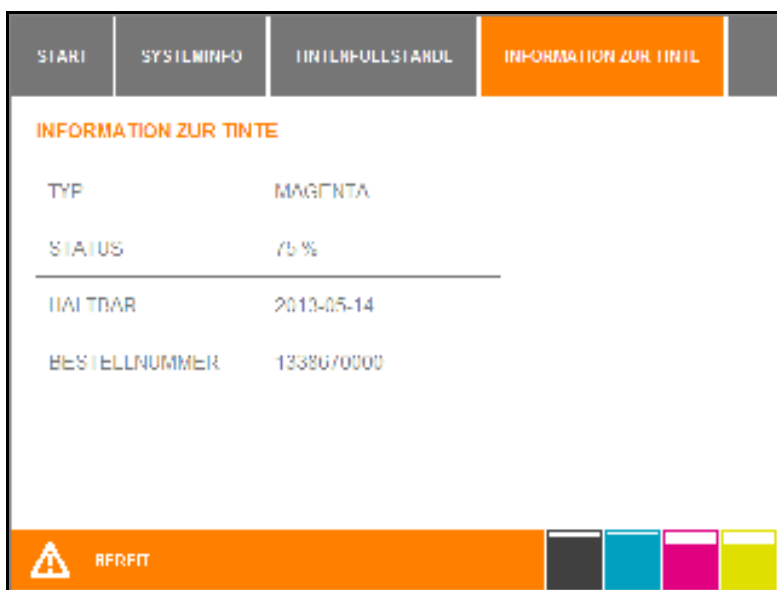 START SYSTEMINFO TINTENFÜLLSTÄNDE INFORMATION ZUR TINTE
INFORMATION ZUR TINTE
TYP MAGENTA
STATUS 75 %
HALTBAR 2013-05-14
BESTELLNUMMER 1338670000
BEREIT